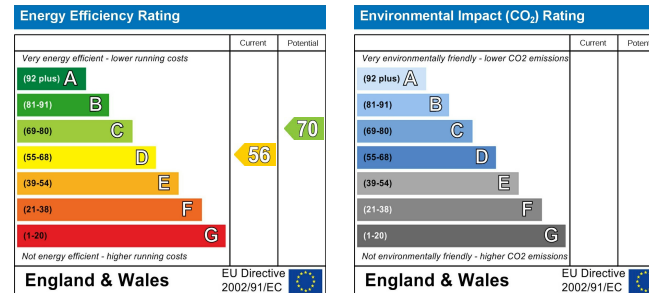 Energy Efficiency Rating
Current Potential
Very energy efficient - lower running costs
(92 plus) A
(81-91) B
(69-80) C
70
(55-68) D
56
(39-54) E
(21-38) F
(1-20) G
Not energy efficient - higher running costs
England & Wales
EU Directive
2002/91/EC
Environmental Impact (CO₂) Rating
Current Potent
Very environmentally friendly - lower CO2 emissions
(92 plus) A
(81-91) B
(69-80) C
(55-68) D
(39-54) E
(21-38) F
(1-20) G
Not environmentally friendly - higher CO2 emissions
England & Wales
EU Directive
2002/91/EC